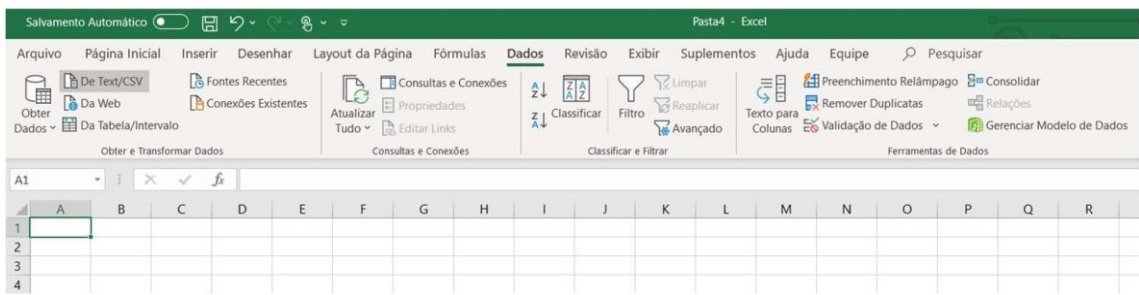 Salvamento Automático
Pasta4 - Excel
Arquivo Página Inicial Inserir Desenhar Layout da Página Fórmulas Dados Revisão Exibir Suplementos Ajuda Equipe Pesquisar
Obter Dados
De Text/CSV
Da Web
Da Tabela/Intervalo
Fontes Recentes
Conexões Existentes
Obter e Transformar Dados
Atualizar Tudo
Consultas e Conexões
Propriedades
Editar Links
Consultas e Conexões
Classificar
Filtro
Limpar
Reaplicar
Avançado
Classificar e Filtrar
Texto para Colunas
Preenchimento Relâmpago
Remover Duplicatas
Validação de Dados
Consolidar
Relações
Gerenciar Modelo de Dados
Ferramentas de Dados
A1 fx
A B C D E F G H I J K L M N O P Q R
1
2
3
4